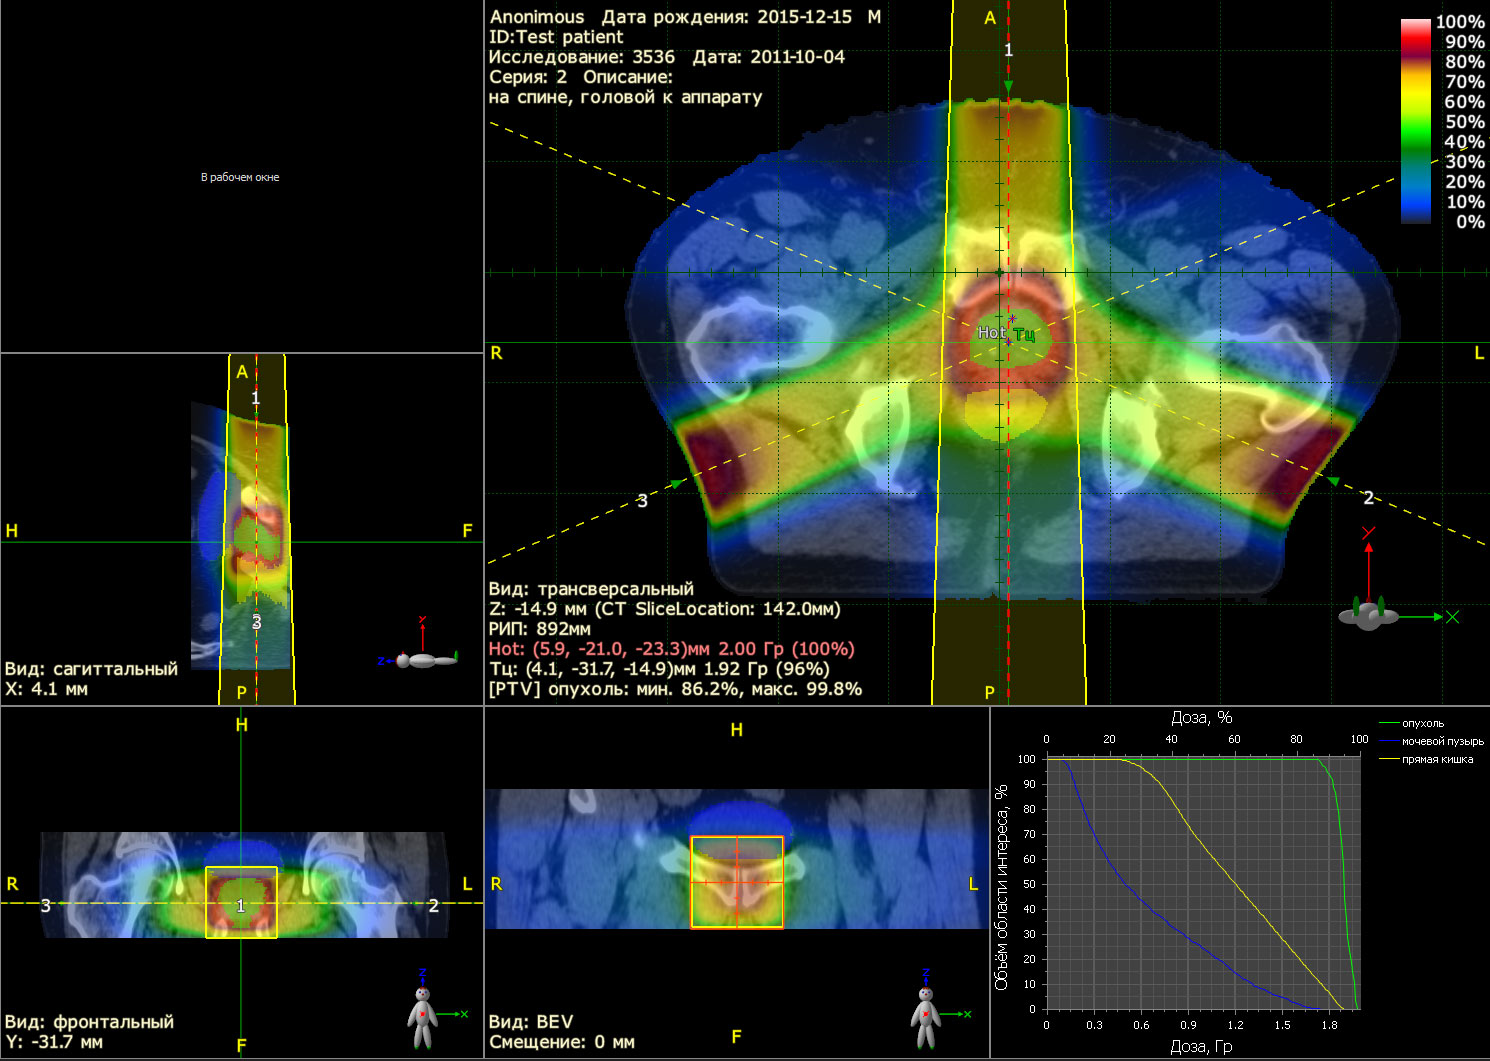 В рабочем окне
A
1
H
F
3
Вид: сагиттальный
X: 4.1 мм
P
Y
Z
Anonimous Дата рождения: 2015-12-15 M
ID:Test patient
Исследование: 3536 Дата: 2011-10-04
Серия: 2 Описание:
на спине, головой к аппарату
A
1
100%
90%
80%
70%
60%
50%
40%
30%
20%
10%
0%
R
L
Hot
Тц
3
2
Вид: трансверсальный
Z: -14.9 мм (CT SliceLocation: 142.0мм)
РИП: 892мм
Hot: (5.9, -21.0, -23.3)мм 2.00 Гр (100%)
Тц: (4.1, -31.7, -14.9)мм 1.92 Гр (96%)
[PTV] опухоль: мин. 86.2%, макс. 99.8%
P
Y
X
H
R
L
3
1
2
Вид: фронтальный
Y: -31.7 мм
F
Z
X
H
R
L
Вид: BEV
Смещение: 0 мм
F
Z
X
Доза, %
0 20 40 60 80 100
опухоль
мочевой пузырь
прямая кишка
Объём области интереса, %
100
90
80
70
60
50
40
30
20
10
0
0 0.3 0.6 0.9 1.2 1.5 1.8
Доза, Гр